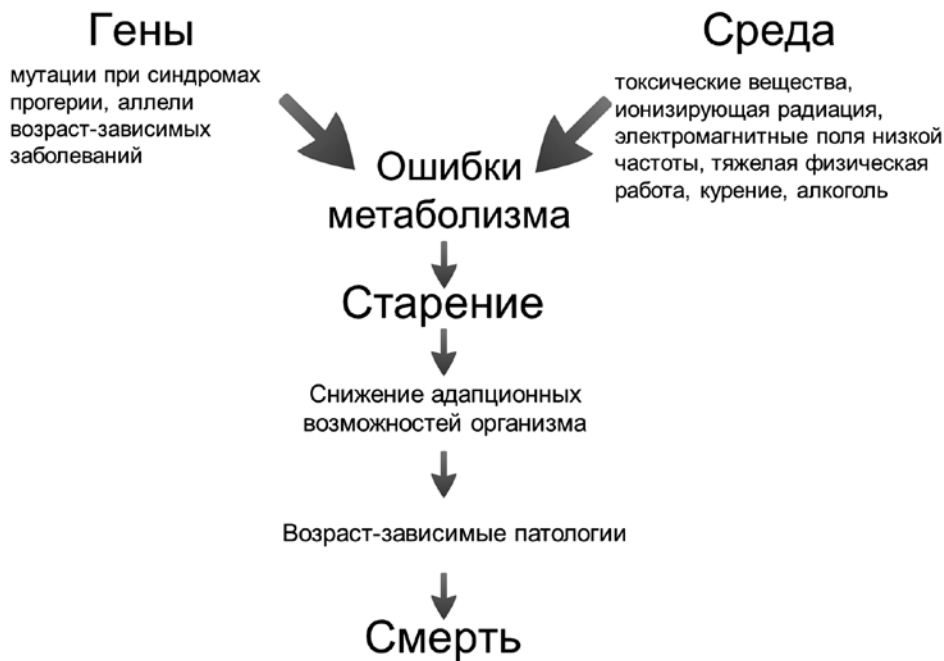 Гены
мутации при синдромах
прогерии, аллели
возраст-зависимых
заболеваний
Среда
токсические вещества,
ионизирующая радиация,
электромагнитные поля низкой
частоты, тяжелая физическая
работа, курение, алкоголь
Ошибки
метаболизма
Старение
Снижение адапционных
возможностей организма
Возраст-зависимые патологии
Смерть